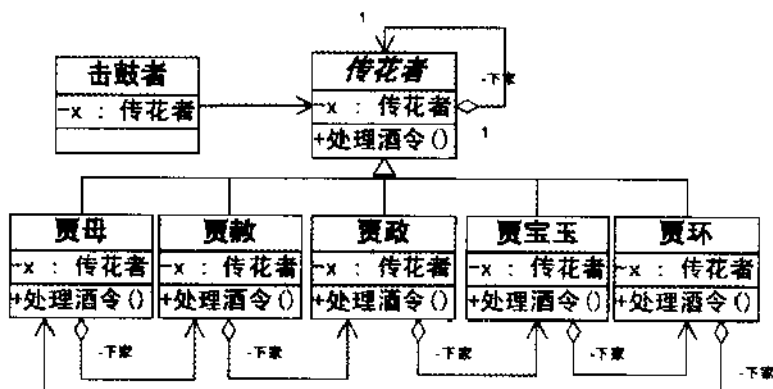 1
击鼓者
-x : 传花者
传花者
-x : 传花者
+处理酒令()
-下家
1
贾母
-x : 传花者
+处理酒令()
贾赦
-x : 传花者
+处理酒令()
贾政
-x : 传花者
+处理酒令()
贾宝玉
-x : 传花者
+处理酒令()
贾环
-x : 传花者
+处理酒令()
-下家
-下家
-下家
-下家
-下家